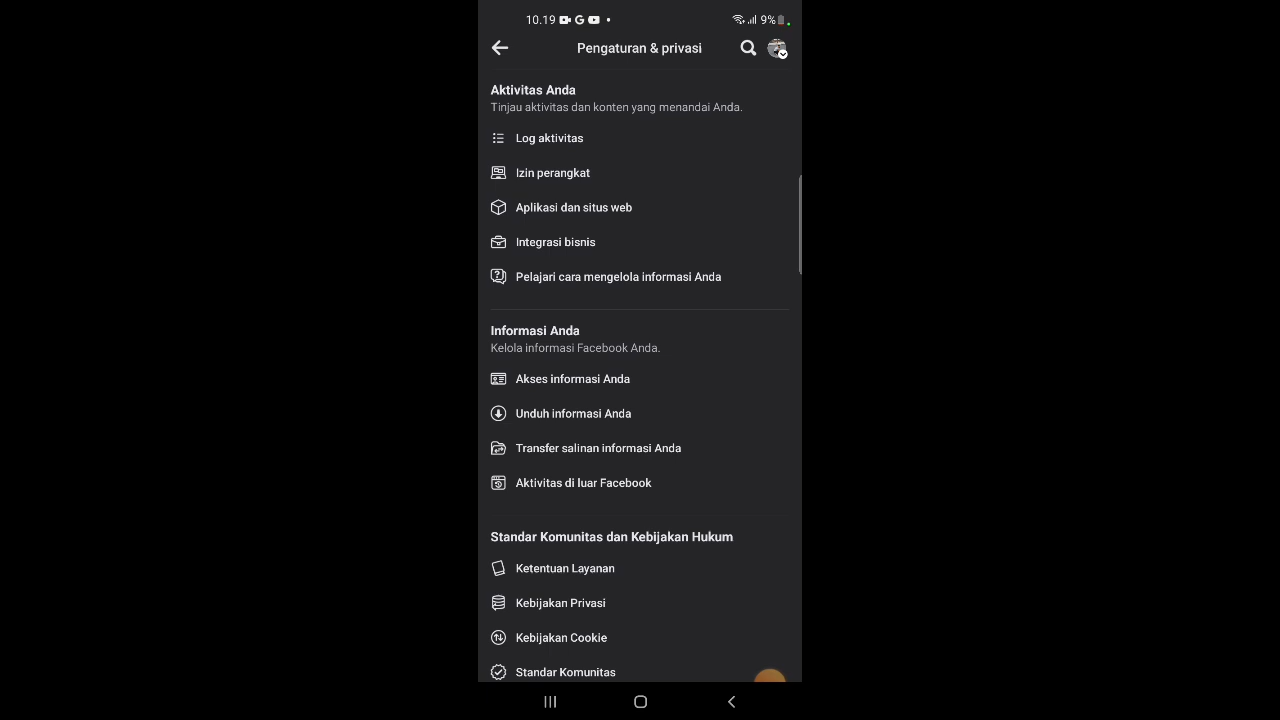 10.19
9%
Pengaturan & privasi
Aktivitas Anda
Tinjau aktivitas dan konten yang menandai Anda.
Log aktivitas
Izin perangkat
Aplikasi dan situs web
Integrasi bisnis
Pelajari cara mengelola informasi Anda
Informasi Anda
Kelola informasi Facebook Anda.
Akses informasi Anda
Unduh informasi Anda
Transfer salinan informasi Anda
Aktivitas di luar Facebook
Standar Komunitas dan Kebijakan Hukum
Ketentuan Layanan
Kebijakan Privasi
Kebijakan Cookie
Standar Komunitas